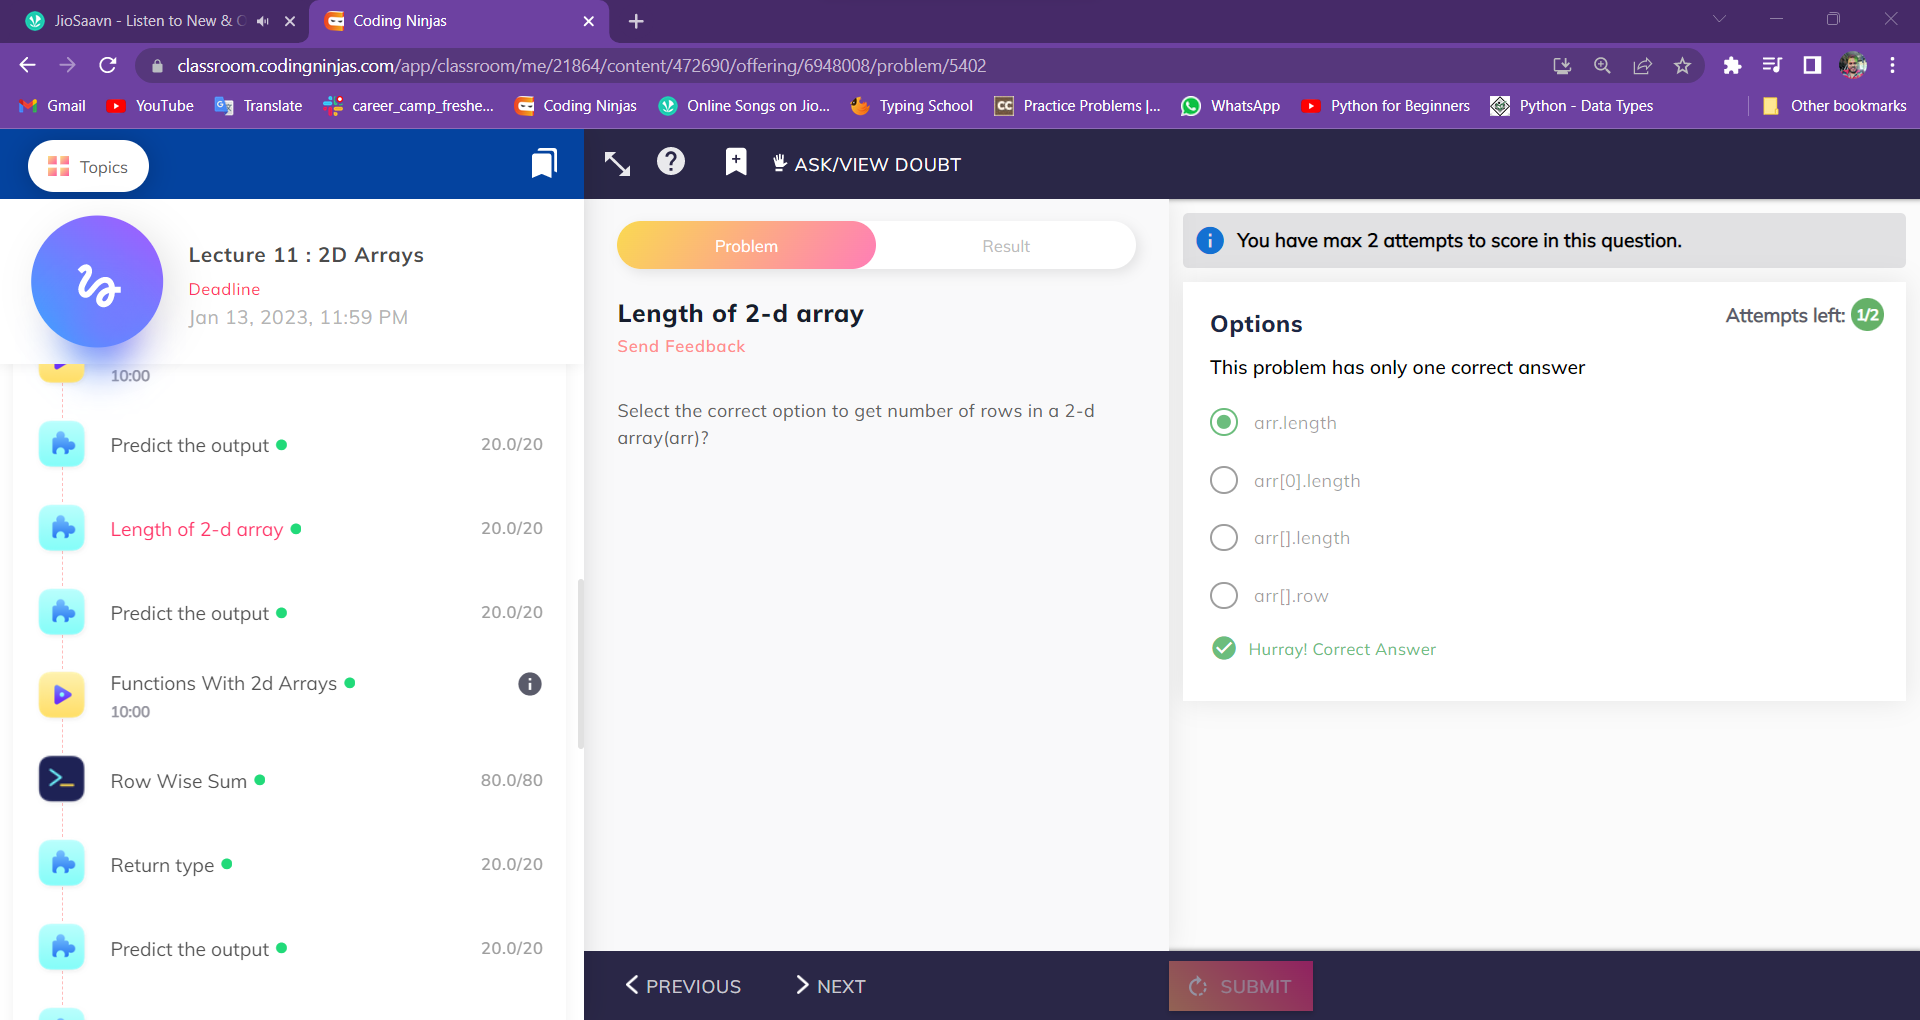 JioSaavn - Listen to New &
Coding Ninjas
classroom.codingninjas.com/app/classroom/me/21864/content/472690/offering/6948008/problem/5402
Gmail
YouTube
Translate
career_camp_freshe...
Coding Ninjas
Online Songs on Jio...
Typing School
CC
Practice Problems |...
WhatsApp
Python for Beginners
Python - Data Types
Other bookmarks
Topics
ASK/VIEW DOUBT
Lecture 11 : 2D Arrays
Deadline
Jan 13, 2023, 11:59 PM
10:00
Predict the output 20.0/20
Length of 2-d array 20.0/20
Predict the output 20.0/20
Functions With 2d Arrays
10:00
Row Wise Sum 80.0/80
Return type 20.0/20
Predict the output 20.0/20
Problem
Result
Length of 2-d array
Send Feedback
Select the correct option to get number of rows in a 2-d
array(arr)?
PREVIOUS
NEXT
You have max 2 attempts to score in this question.
Options
Attempts left: 1/2
This problem has only one correct answer
arr.length
arr[0].length
arr[].length
arr[].row
Hurray! Correct Answer
SUBMIT